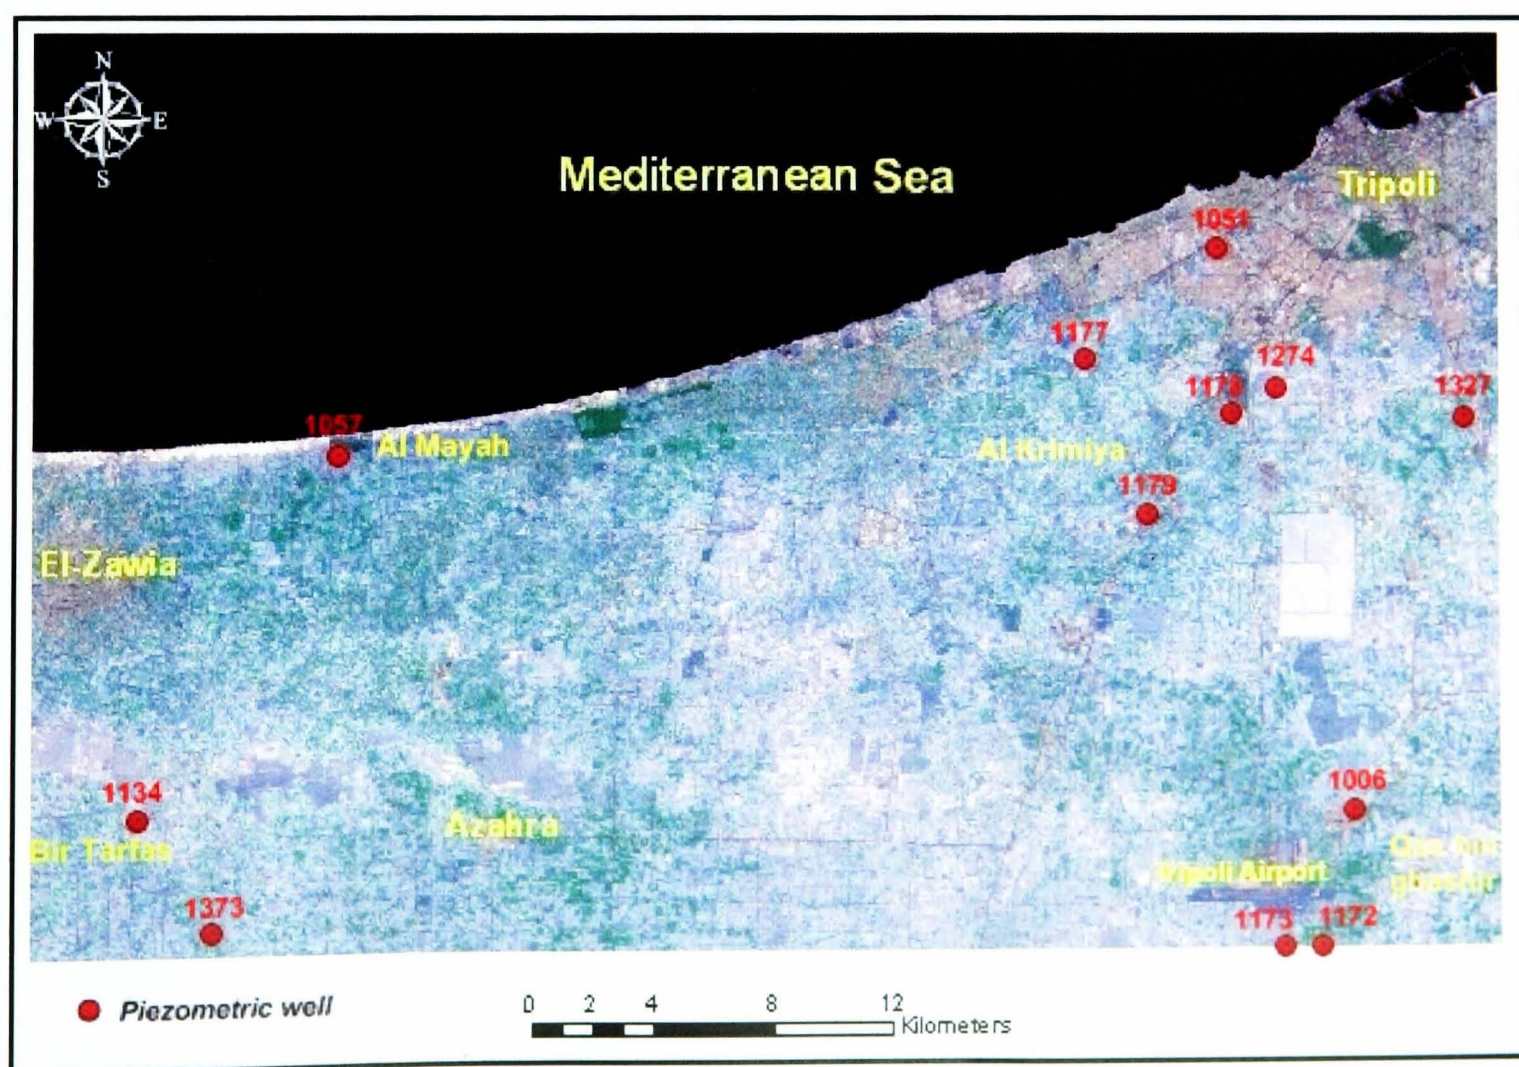 N
W E
S
Mediterranean Sea
Tripoli
1051
1177
1274
1178
1327
1057
Al Mayah
Al Krimiya
1179
El-Zawia
1134
1006
Bir Tarfas
Azahra
Tripoli Airport
1373
1173
1172
Piezometric well
0 2 4 8 12
Kilometers